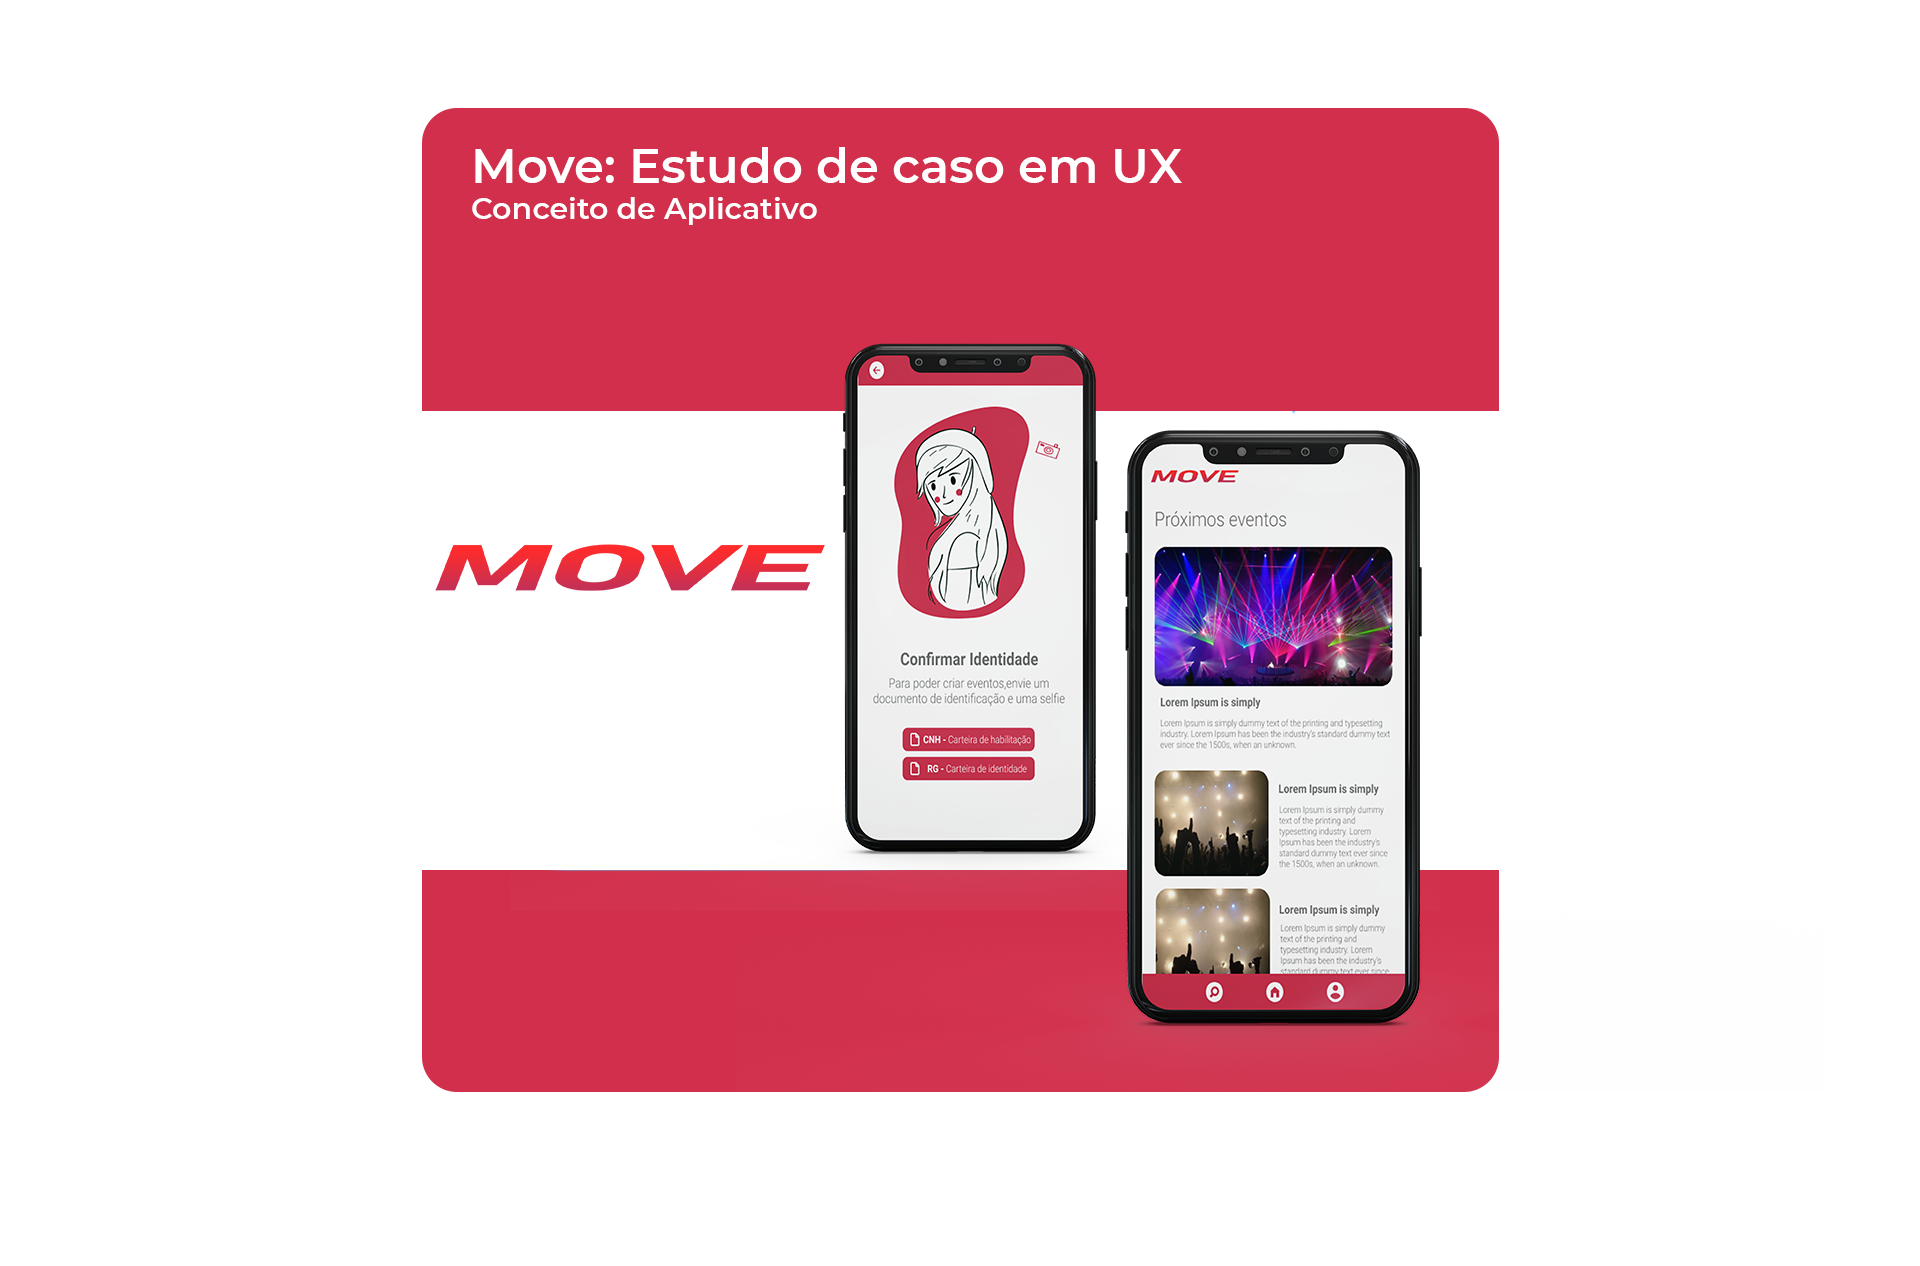 Move: Estudo de caso em UX
Conceito de Aplicativo
MOVE
Confirmar Identidade
Para poder criar eventos,envie um
documento de identificação e uma selfie
CNH - Carteira de habilitação
RG - Carteira de identidade
MOVE
Próximos eventos
Lorem Ipsum is simply
Lorem Ipsum is simply dummy text of the printing and typesetting
industry. Lorem Ipsum has been the industry's standard dummy text
ever since the 1500s, when an unknown.
Lorem Ipsum is simply
Lorem Ipsum is simply dummy
text of the printing and
typesetting industry. Lorem
Ipsum has been the industry's
standard dummy text ever since
the 1500s, when an unknown.
Lorem Ipsum is simply
Lorem Ipsum is simply dummy
text of the printing and
typesetting industry. Lorem
Ipsum has been the industry's
standard dummy text ever since